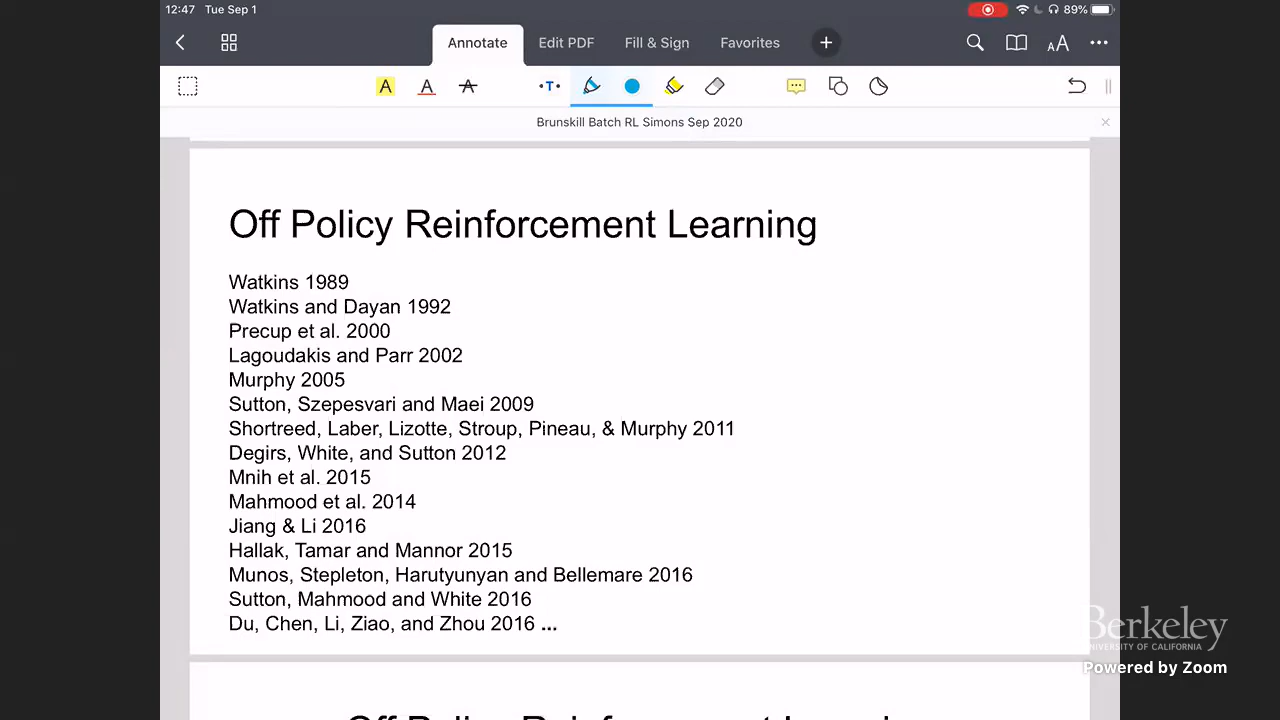 12:47 Tue Sep 1 89%
Annotate Edit PDF Fill & Sign Favorites
A A A T
Brunskill Batch RL Simons Sep 2020
Off Policy Reinforcement Learning
Watkins 1989
Watkins and Dayan 1992
Precup et al. 2000
Lagoudakis and Parr 2002
Murphy 2005
Sutton, Szepesvari and Maei 2009
Shortreed, Laber, Lizotte, Stroup, Pineau, & Murphy 2011
Degirs, White, and Sutton 2012
Mnih et al. 2015
Mahmood et al. 2014
Jiang & Li 2016
Hallak, Tamar and Mannor 2015
Munos, Stepleton, Harutyunyan and Bellemare 2016
Sutton, Mahmood and White 2016
Du, Chen, Li, Ziao, and Zhou 2016 ...
Berkeley
UNIVERSITY OF CALIFORNIA
Powered by Zoom